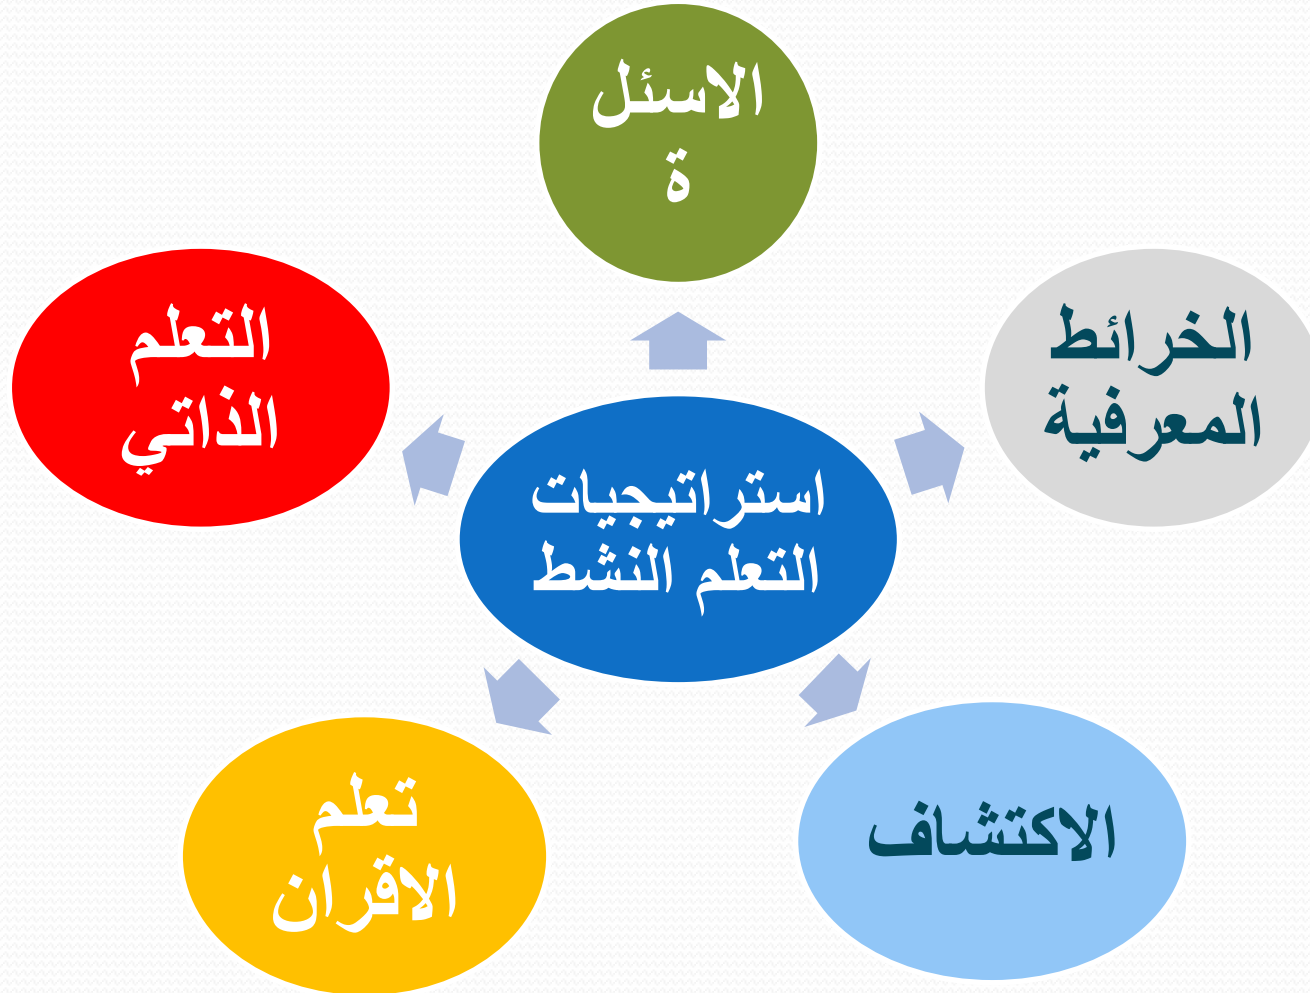 الاسئل
ة
الخرائط
المعرفية
التعلم
الذاتي
استراتيجيات
التعلم النشط
الاكتشاف
تعلم
الاقران